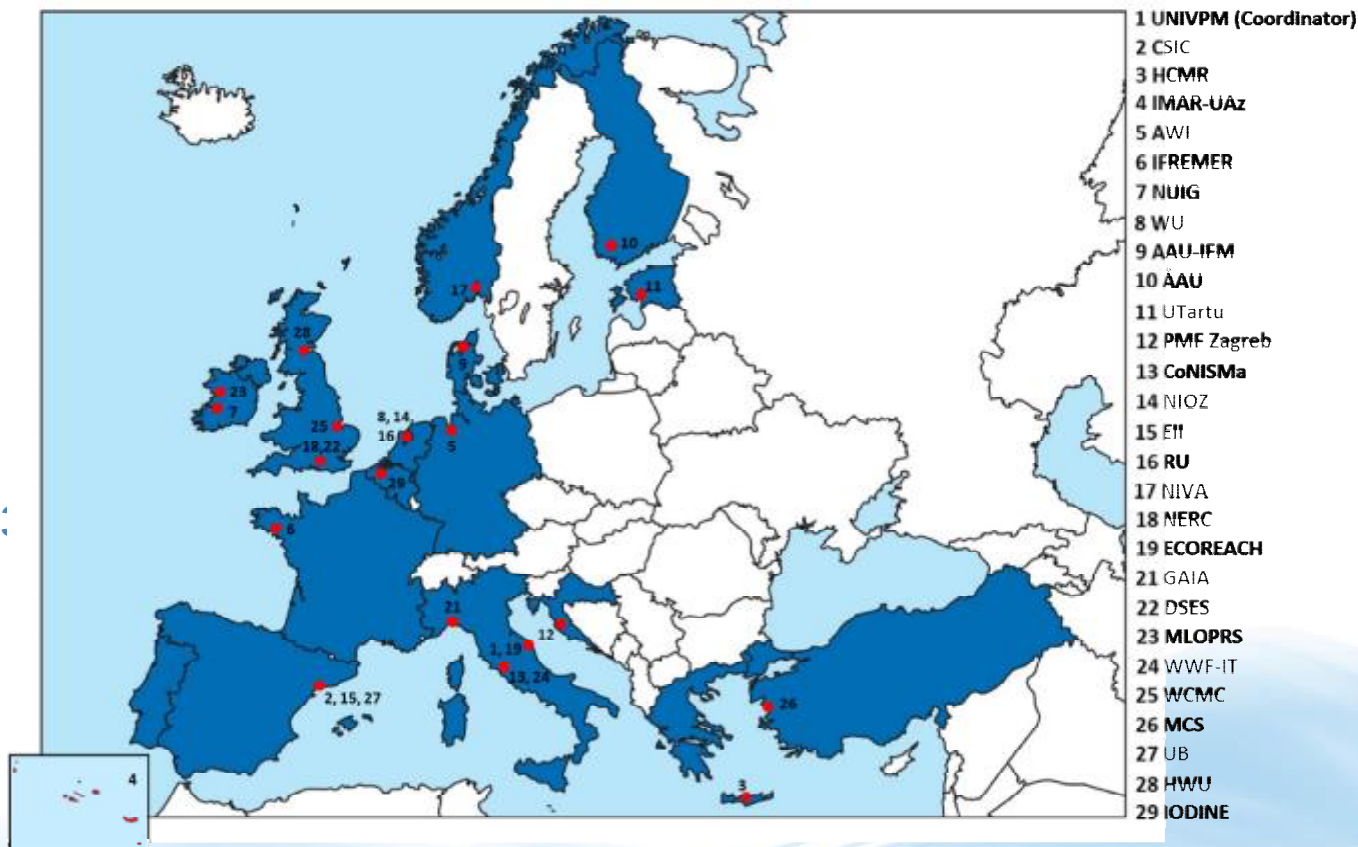 1 UNIVPM (Coordinator)
2 CSIC
3 HCMR
4 IMAR-UAz
5 AWI
6 IFREMER
7 NUIG
8 WU
9 AAU-IFM
10 ÅAU
11 UTartu
12 PMF Zagreb
13 CoNISMa
14 NIOZ
15 EII
16 RU
17 NIVA
18 NERC
19 ECOREACH
21 GAIA
22 DSES
23 MLOPRS
24 WWF-IT
25 WCMC
26 MCS
27 UB
28 HWU
29 IODINE
10
17
11
28
9
23
7
8, 14
16
25
5
18,22
29
6
21
12
1, 19
13, 24
2, 15, 27
26
3
4